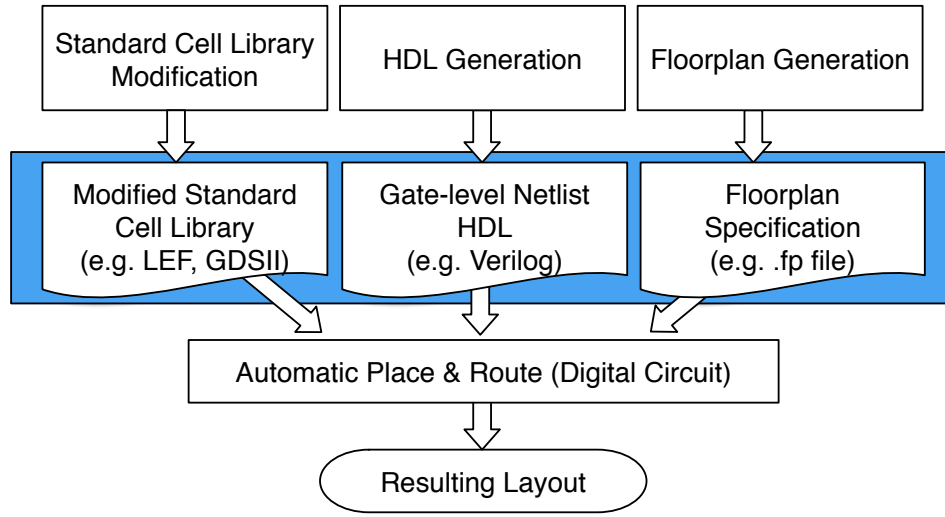 Standard Cell Library
Modification
HDL Generation
Floorplan Generation
Modified Standard
Cell Library
(e.g. LEF, GDSII)
Gate-level Netlist
HDL
(e.g. Verilog)
Floorplan
Specification
(e.g. .fp file)
Automatic Place & Route (Digital Circuit)
Resulting Layout